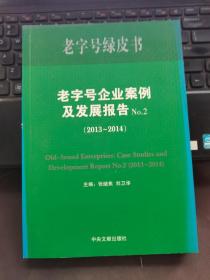 老字号绿皮书
老字号企业案例
及发展报告 No.2
(2013~2014)
Old-brand Enterprises: Case Studies and
Development Report No.2 (2013~2014)
主编：张继焦 刘卫华
中央文献出版社